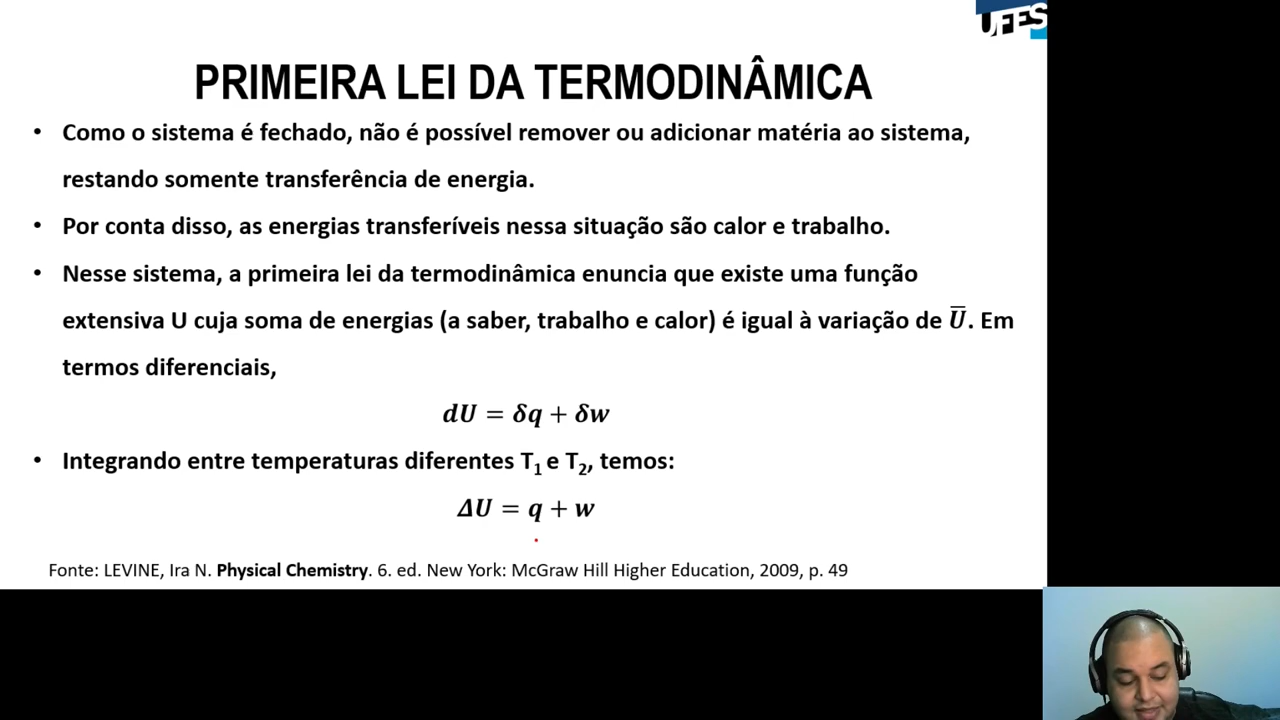 UFES
PRIMEIRA LEI DA TERMODINÂMICA
• Como o sistema é fechado, não é possível remover ou adicionar matéria ao sistema,
restando somente transferência de energia.
• Por conta disso, as energias transferíveis nessa situação são calor e trabalho.
• Nesse sistema, a primeira lei da termodinâmica enuncia que existe uma função
extensiva U cuja soma de energias (a saber, trabalho e calor) é igual à variação de U̅. Em
termos diferenciais,
dU = δq + δw
• Integrando entre temperaturas diferentes T₁ e T₂, temos:
ΔU = q + w
Fonte: LEVINE, Ira N. Physical Chemistry. 6. ed. New York: McGraw Hill Higher Education, 2009, p. 49